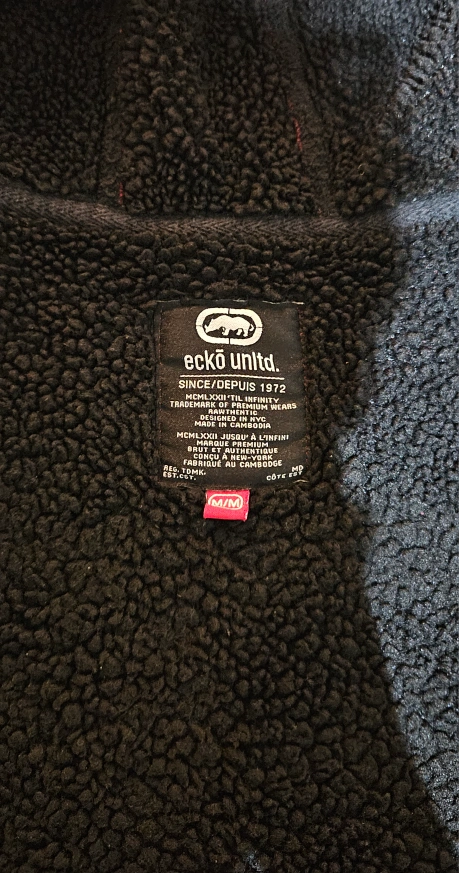 eckō unltd.
SINCE/DEPUIS 1972
MCMLXXII 'TIL INFINITY
TRADEMARK OF PREMIUM WEARS
RAWTHENTIC
DESIGNED IN NYC
MADE IN CAMBODIA
MCMLXXII JUSQU' À L'INFINI
MARQUE PREMIUM
BRUT ET AUTHENTIQUE
CONÇU À NEW-YORK
FABRIQUÉ AU CAMBODGE
REG. TDMK. MD
EST.CST. CÔTE EST
M/M